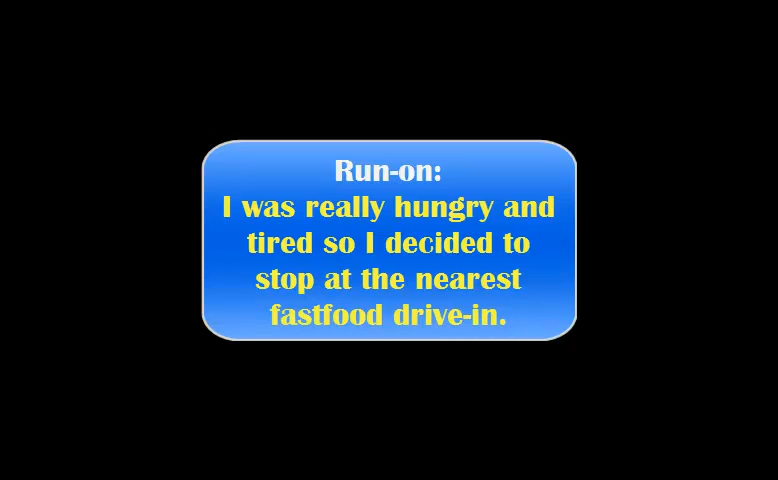 Run-on:
I was really hungry and
tired so I decided to
stop at the nearest
fastfood drive-in.